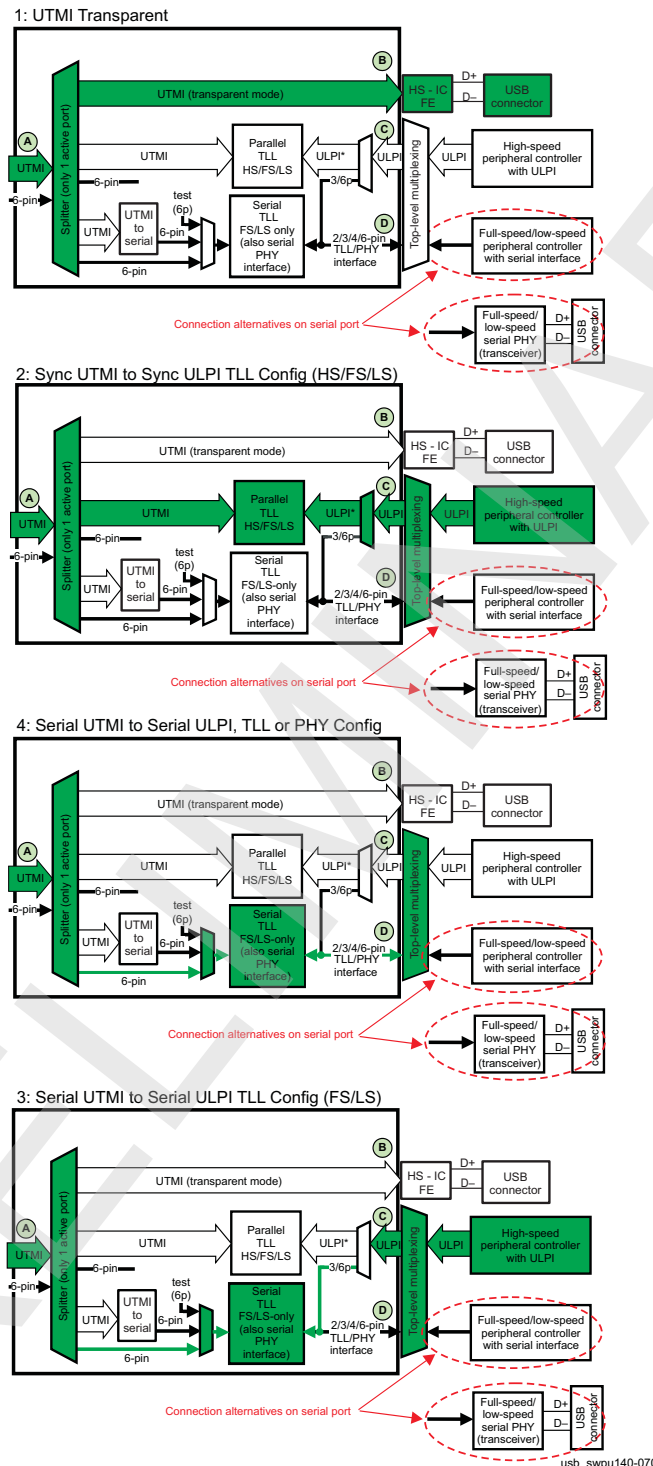 1: UTMI Transparent
B
UTMI (transparent mode)
HS - IC
FE
D+
D–
USB
connector
A
UTMI
6-pin
Splitter (only 1 active port)
UTMI
Parallel
TLL
HS/FS/LS
ULPI*
C
ULPI
3/6p
Top-level multiplexing
ULPI
High-speed
peripheral controller
with ULPI
6-pin
UTMI
UTMI
to
serial
test
(6p)
6-pin
6-pin
Serial
TLL
FS/LS only
(also serial
PHY
interface)
D
2/3/4/6-pin
TLL/PHY
interface
Full-speed/low-speed
peripheral controller
with serial interface
Connection alternatives on serial port
Full-speed/
low-speed
serial PHY
(transceiver)
D+
D–
USB
connector
2: Sync UTMI to Sync ULPI TLL Config (HS/FS/LS)
B
UTMI (transparent mode)
HS - IC
FE
D+
D–
USB
connector
A
UTMI
6-pin
Splitter (only 1 active port)
UTMI
Parallel
TLL
HS/FS/LS
ULPI*
C
ULPI
3/6p
Top-level multiplexing
ULPI
High-speed
peripheral controller
with ULPI
6-pin
UTMI
UTMI
to
serial
test
(6p)
6-pin
6-pin
Serial
TLL
FS/LS-only
(also serial
PHY
interface)
D
2/3/4/6-pin
TLL/PHY
interface
Full-speed/low-speed
peripheral controller
with serial interface
Connection alternatives on serial port
Full-speed/
low-speed
serial PHY
(transceiver)
D+
D–
USB
connector
4: Serial UTMI to Serial ULPI, TLL or PHY Config
B
UTMI (transparent mode)
HS - IC
FE
D+
D–
USB
connector
A
UTMI
6-pin
Splitter (only 1 active port)
UTMI
Parallel
TLL
HS/FS/LS
ULPI*
C
ULPI
3/6p
Top-level multiplexing
ULPI
High-speed
peripheral controller
with ULPI
6-pin
UTMI
UTMI
to
serial
test
(6p)
6-pin
6-pin
Serial
TLL
FS/LS-only
(also serial
PHY
interface)
D
2/3/4/6-pin
TLL/PHY
interface
Full-speed/low-speed
peripheral controller
with serial interface
Connection alternatives on serial port
Full-speed/
low-speed
serial PHY
(transceiver)
D+
D–
USB
connector
3: Serial UTMI to Serial ULPI TLL Config (FS/LS)
B
UTMI (transparent mode)
HS - IC
FE
D+
D–
USB
connector
A
UTMI
6-pin
Splitter (only 1 active port)
UTMI
Parallel
TLL
HS/FS/LS
ULPI*
C
ULPI
3/6p
Top-level multiplexing
ULPI
High-speed
peripheral controller
with ULPI
6-pin
UTMI
UTMI
to
serial
test
(6p)
6-pin
6-pin
Serial
TLL
FS/LS-only
(also serial
PHY
interface)
D
2/3/4/6-pin
TLL/PHY
interface
Full-speed/low-speed
peripheral controller
with serial interface
Connection alternatives on serial port
Full-speed/
low-speed
serial PHY
(transceiver)
D+
D–
USB
connector
usb_swpu140-070